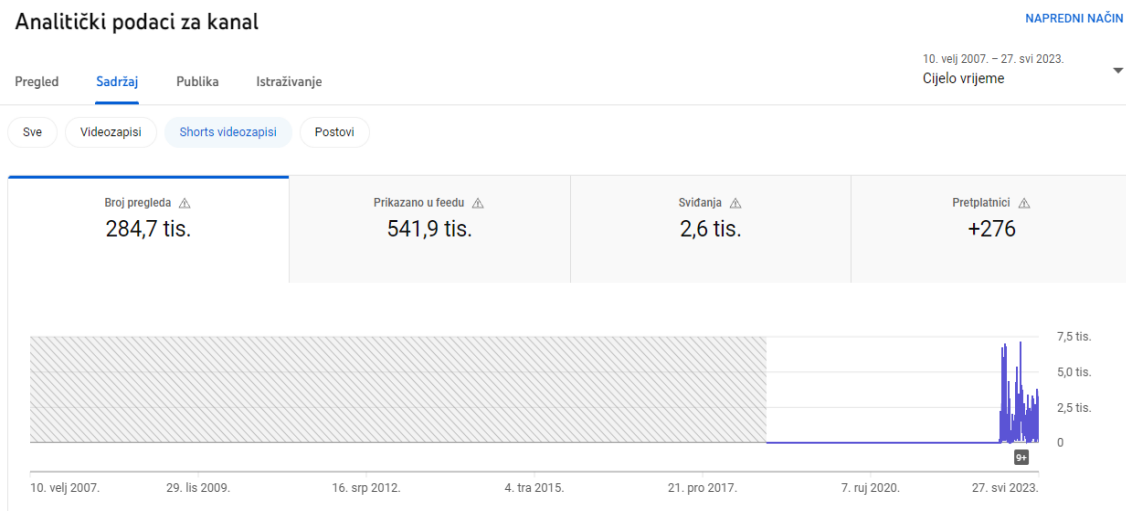 Analitički podaci za kanal
NAPREDNI NAČIN
10. velj 2007. – 27. svi 2023.
Cijelo vrijeme
Pregled Sadržaj Publika Istraživanje
Sve Videozapisi Shorts videozapisi Postovi
Broj pregleda Prikazano u feedu Sviđanja Pretplatnici
284,7 tis. 541,9 tis. 2,6 tis. +276
7,5 tis.
5,0 tis.
2,5 tis.
0
9+
10. velj 2007. 29. lis 2009. 16. srp 2012. 4. tra 2015. 21. pro 2017. 7. ruj 2020. 27. svi 2023.